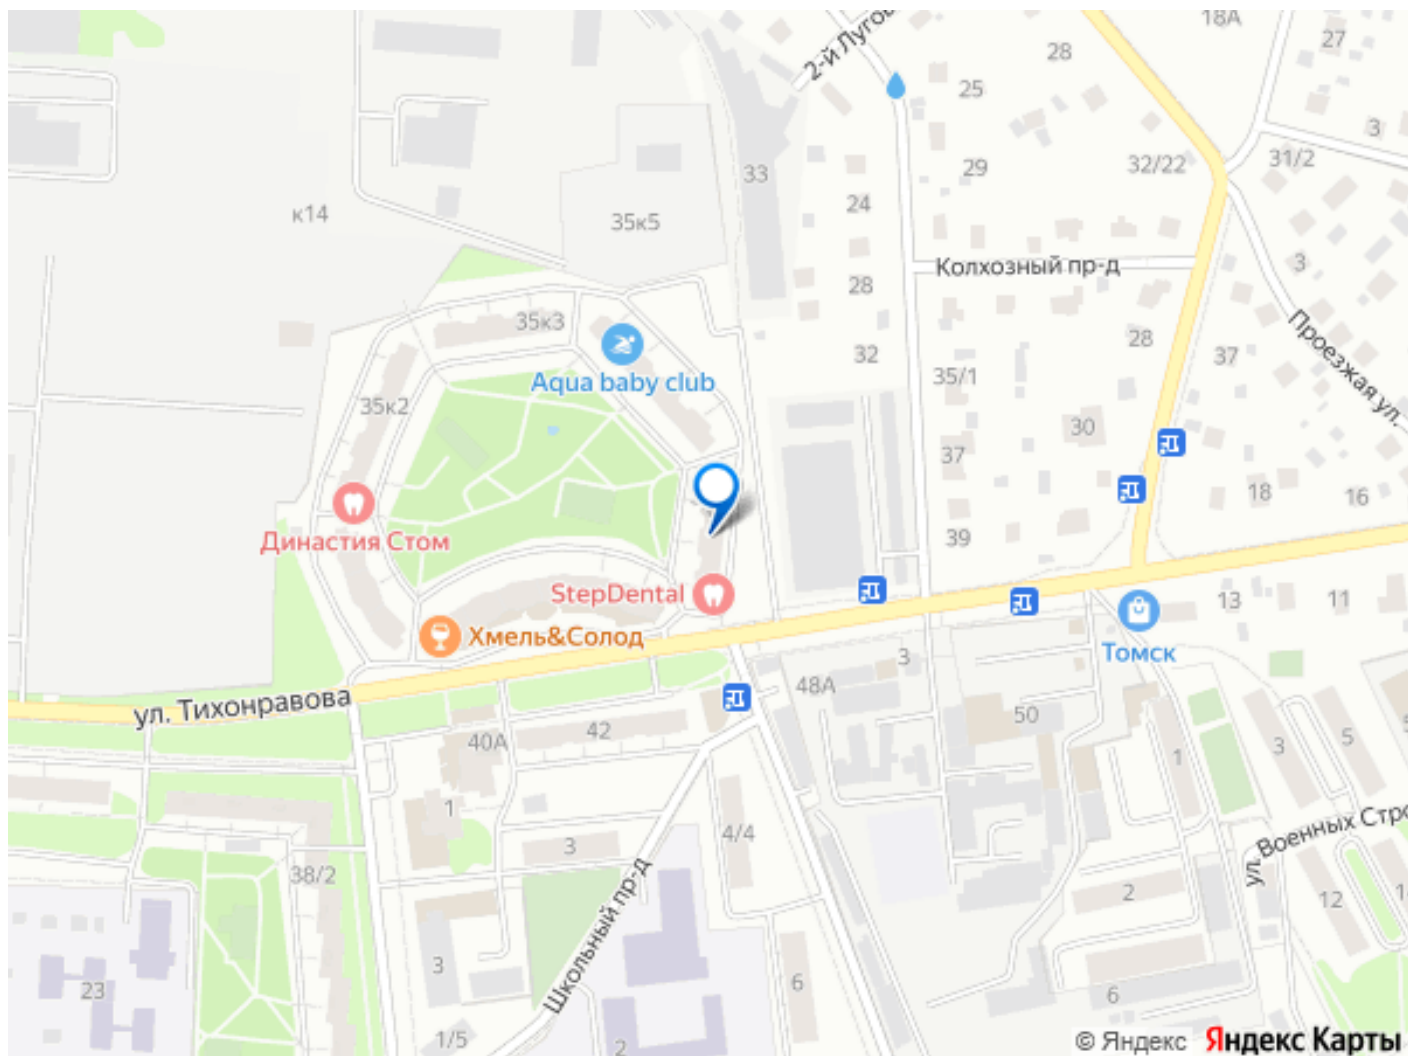 18А
27
2-й Лугов
28
25
3
29
32/22
31/2
33
24
к14
35к5
Колхозный пр-д
3
28
35к3
Проезжая ул.
28
37
32
Aqua baby club
35/1
35к2
30
37
18
16
Династия Стом
39
StepDental
13
11
Хмель&Солод
Томск
3
48А
ул. Тихонравова
50
42
40А
1
3
5
1
4/4
3
ул. Военных Стро
38/2
Школьный пр-д
2
12
3
23
6
6
1/5
2
© Яндекс Яндекс Карты